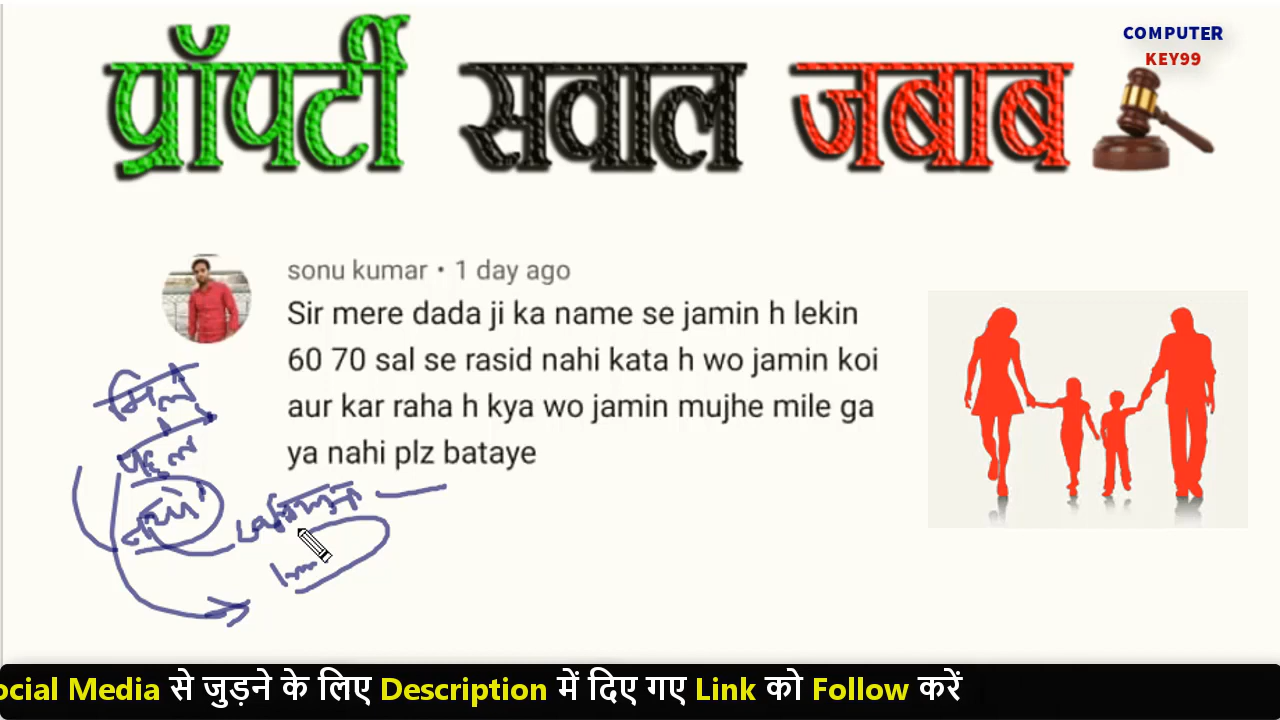 प्रॉपर्टी सवाल जबाब
COMPUTER
KEY99
sonu kumar • 1 day ago
Sir mere dada ji ka name se jamin h lekin
60 70 sal se rasid nahi kata h wo jamin koi
aur kar raha h kya wo jamin mujhe mile ga
ya nahi plz bataye
ocial Media से जुड़ने के लिए Description में दिए गए Link को Follow करें